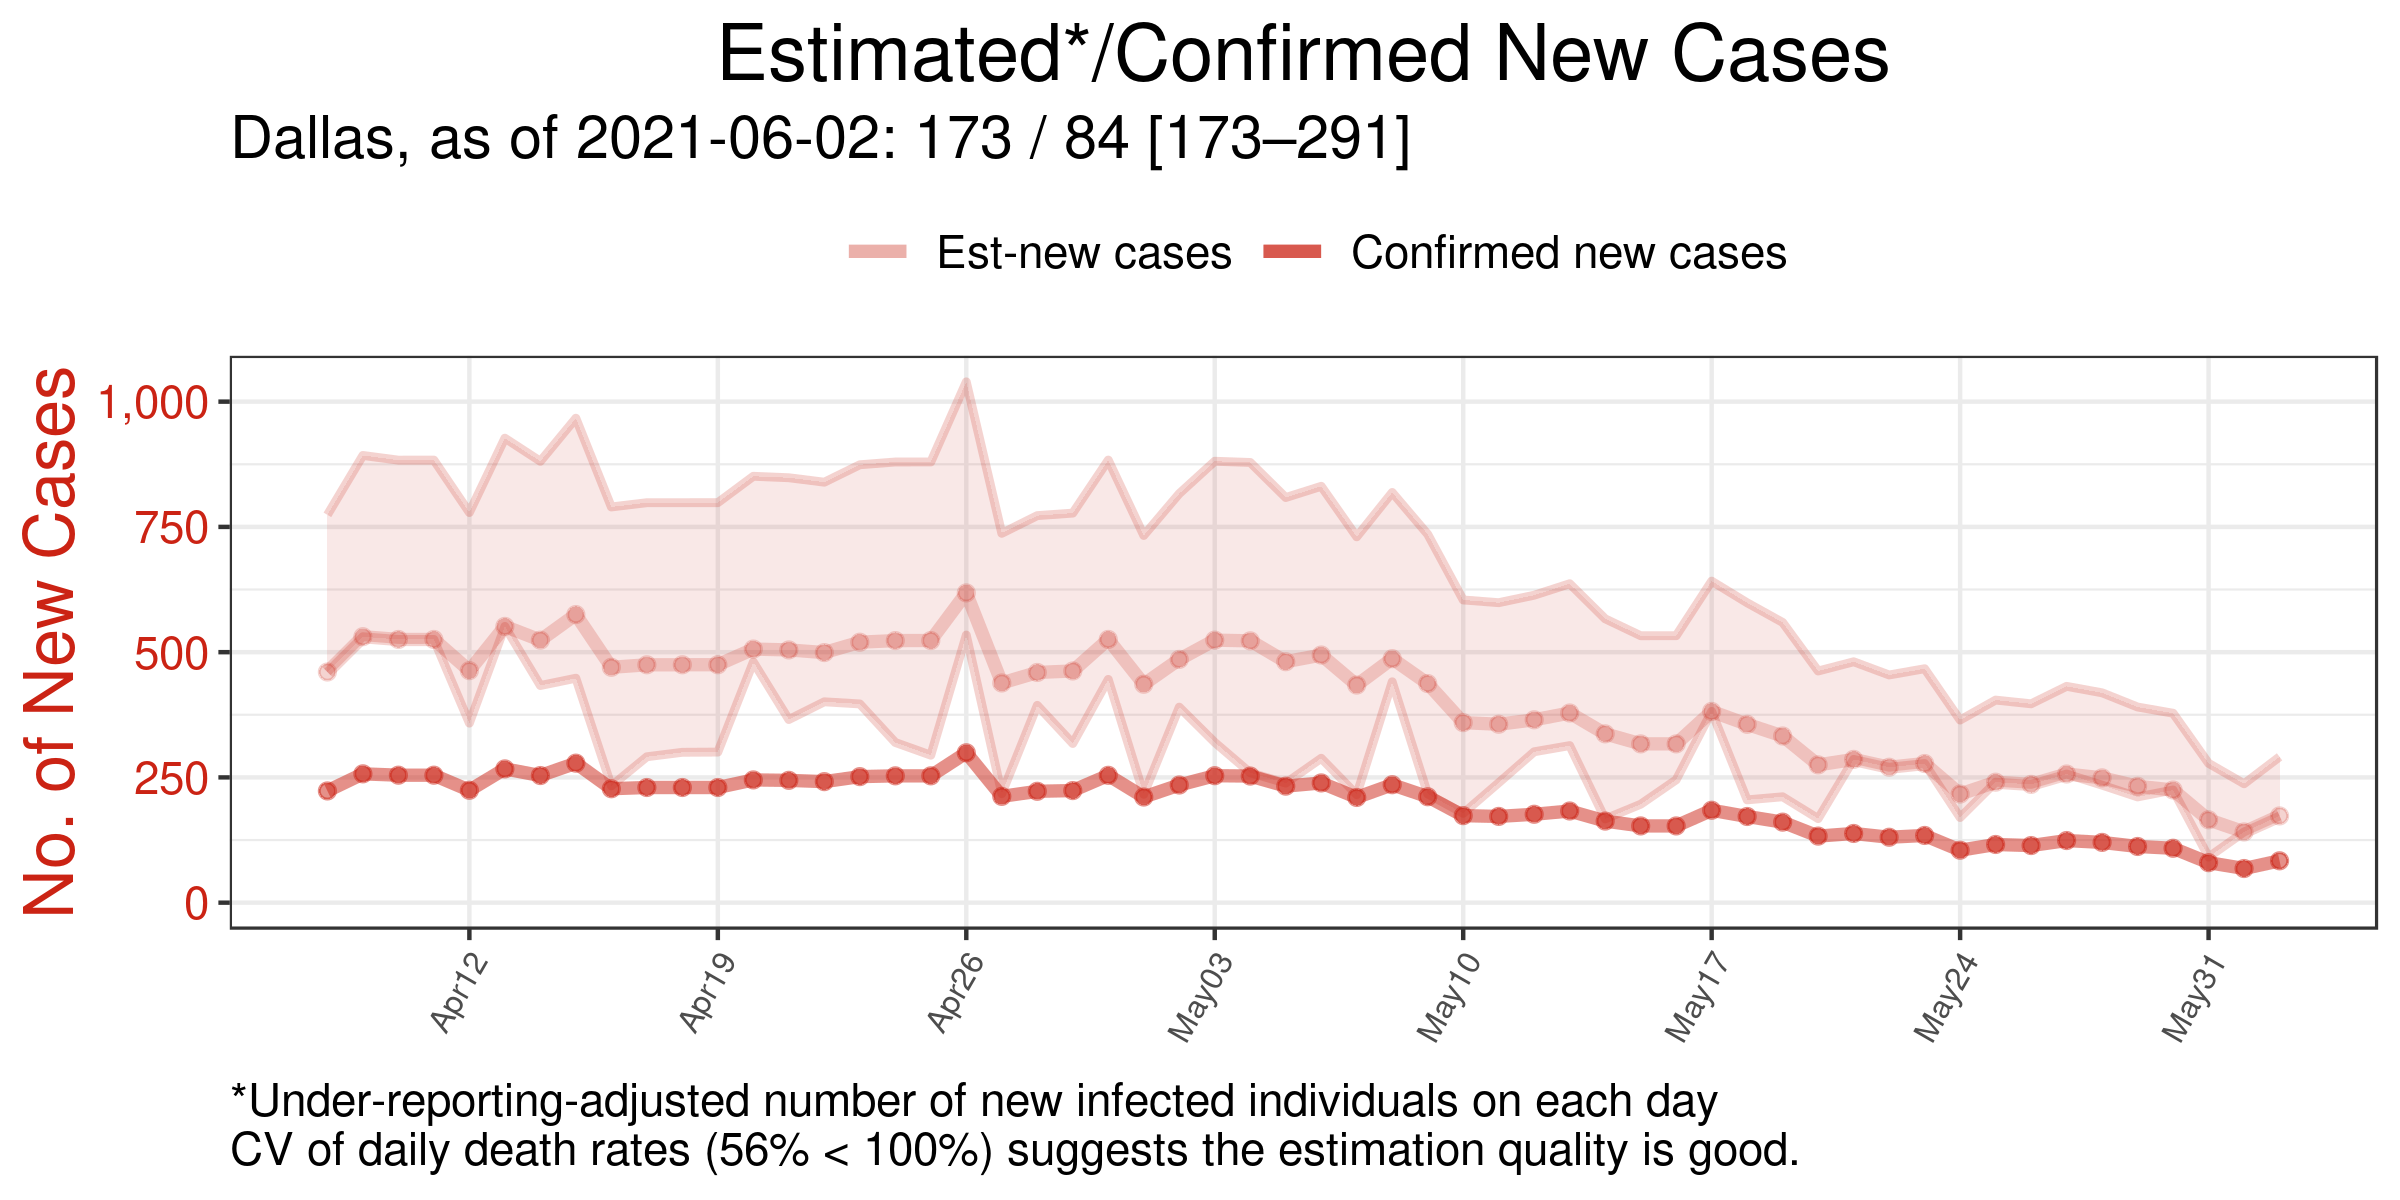 Estimated*/Confirmed New Cases
Dallas, as of 2021-06-02: 173 / 84 [173–291]
Est-new cases Confirmed new cases
No. of New Cases
1,000
750
500
250
0
Apr12 Apr19 Apr26 May03 May10 May17 May24 May31
*Under-reporting-adjusted number of new infected individuals on each day
CV of daily death rates (56% < 100%) suggests the estimation quality is good.